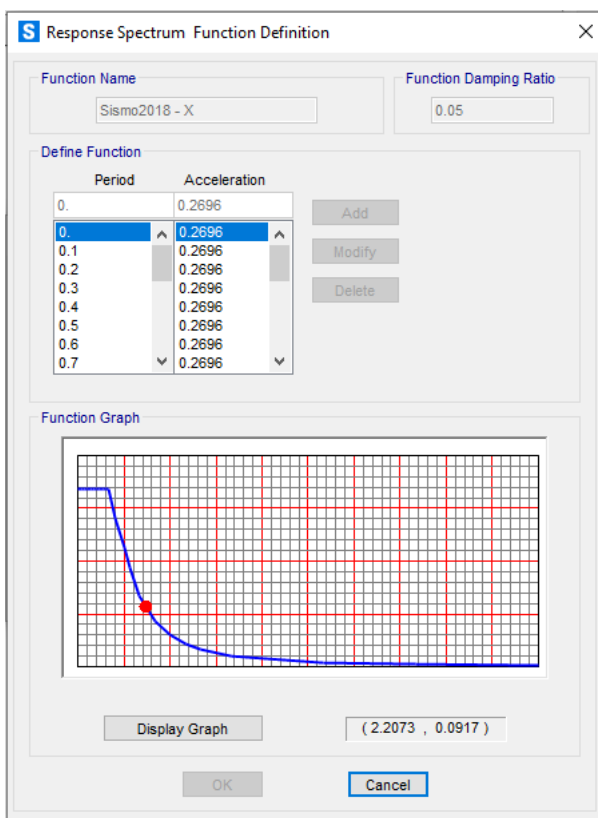 S Response Spectrum Function Definition
Function Name
Function Damping Ratio
Sismo2018 - X
0.05
Define Function
Period Acceleration
0. 0.2696
Add
0. 0.2696
0.1 0.2696
Modify
0.2 0.2696
0.3 0.2696
Delete
0.4 0.2696
0.5 0.2696
0.6 0.2696
0.7 0.2696
Function Graph
Display Graph
( 2.2073 , 0.0917 )
OK
Cancel